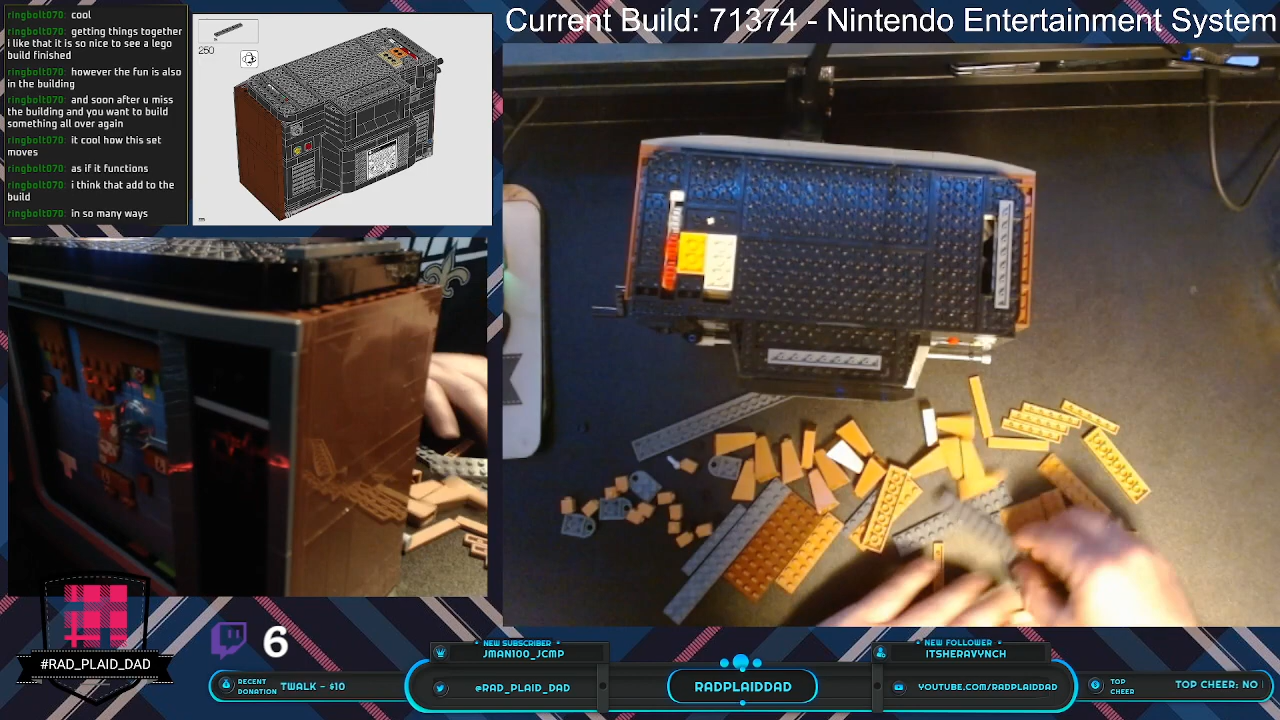 ringbolt070: cool
ringbolt070: getting things together
i like that it is so nice to see a lego
build finished
ringbolt070: however the fun is also
in the building
ringbolt070: and soon after u miss
the building and you want to build
something all over again
ringbolt070: it cool how this set
moves
ringbolt070: as if it functions
ringbolt070: i think that add to the
build
ringbolt070: in so many ways
250
Current Build: 71374 - Nintendo Entertainment System
#RAD_PLAID_DAD
6
RECENT
DONATION
TWALK - $10
NEW SUBSCRIBER
JMAN100_JCMP
@RAD_PLAID_DAD
RADPLAIDDAD
NEW FOLLOWER
ITSHERAVYNCH
YOUTUBE.COM/RADPLAIDDAD
TOP
CHEER
TOP CHEER: NO